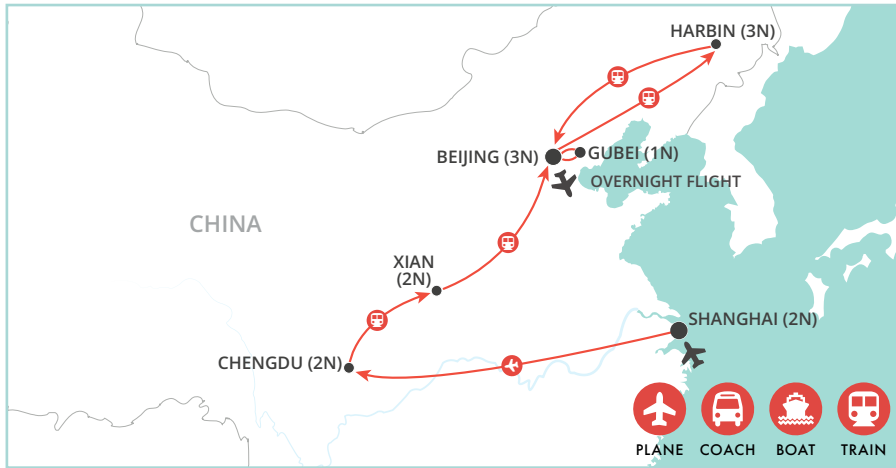 HARBIN (3N)
BEIJING (3N)
GUBEI (1N)
OVERNIGHT FLIGHT
CHINA
XIAN
(2N)
SHANGHAI (2N)
CHENGDU (2N)
PLANE
COACH
BOAT
TRAIN